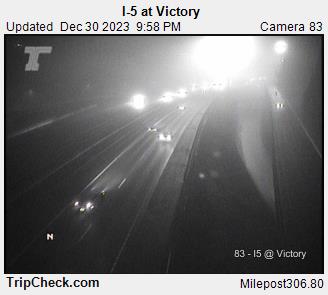 I-5 at Victory
Updated Dec 30 2023 9:58 PM Camera 83
T
N
83 - I5 @ Victory
TripCheck.com Milepost306.80